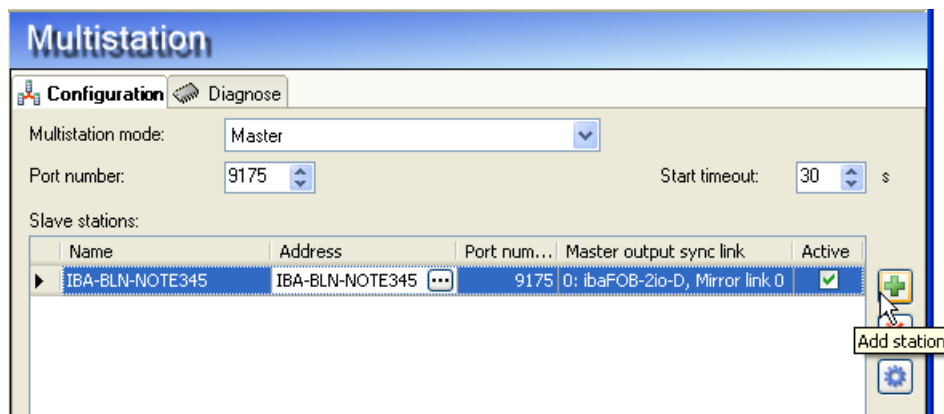 Multistation
Configuration Diagnose
Multistation mode: Master
Port number: 9175 Start timeout: 30 s
Slave stations:
Name Address Port num... Master output sync link Active
IBA-BLN-NOTE345 IBA-BLN-NOTE345 ... 9175 0: ibaFOB-2io-D, Mirror link 0
Add station